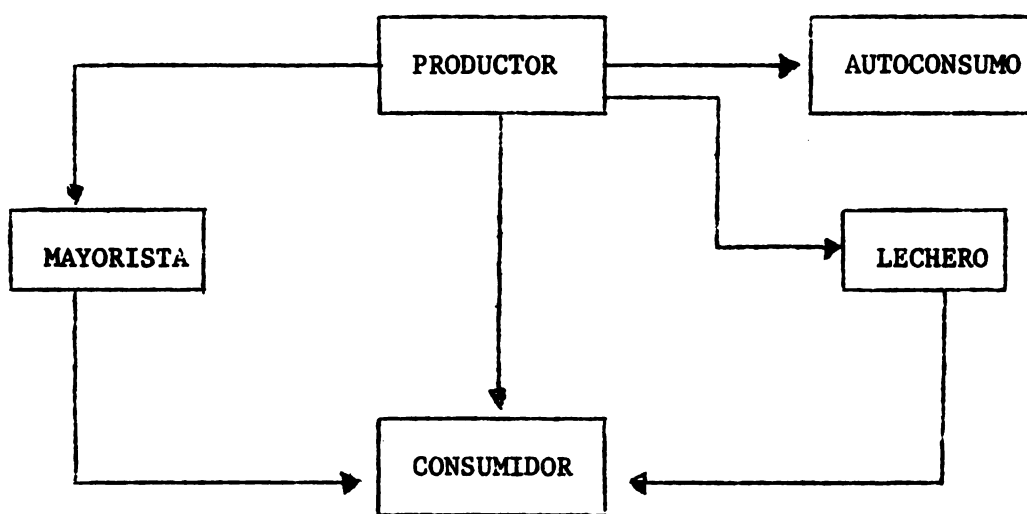 PRODUCTOR
AUTOCONSUMO
MAYORISTA
LECHERO
CONSUMIDOR